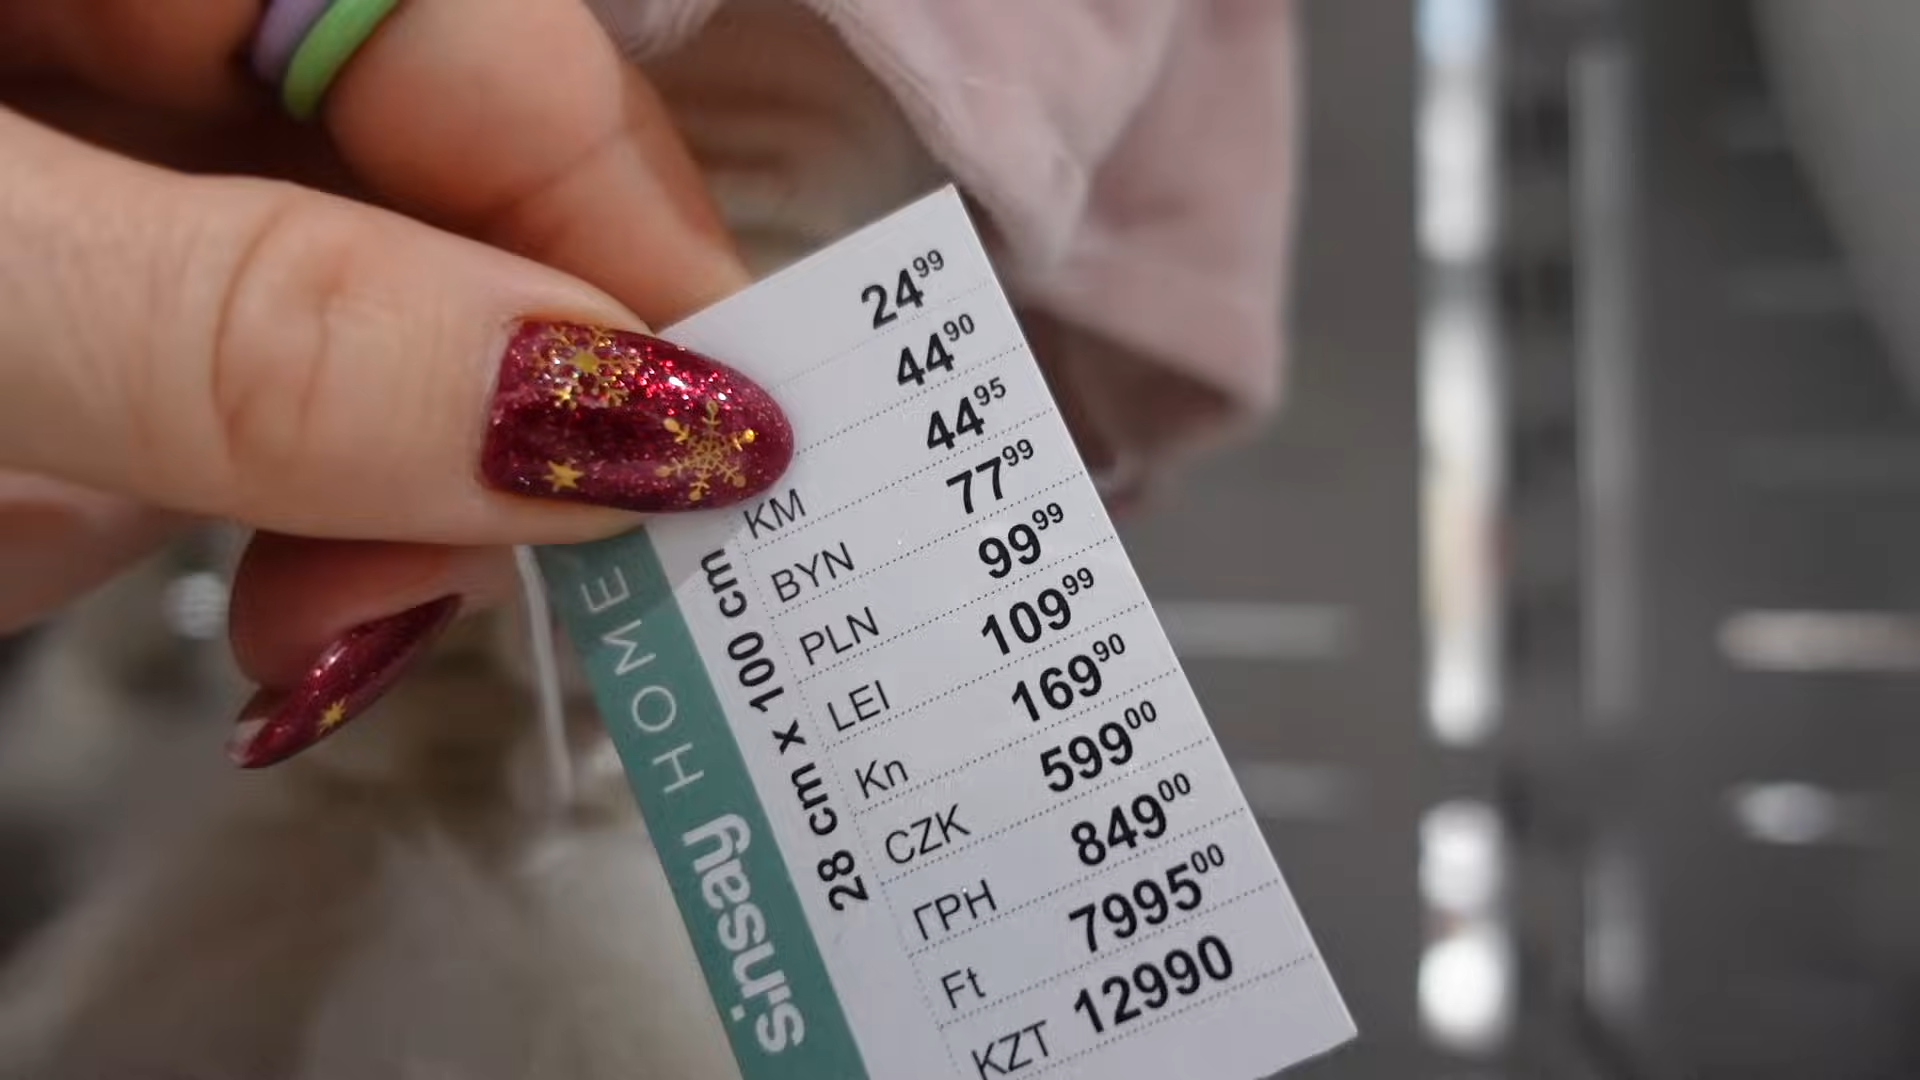 24⁹⁹
44⁹⁰
KM 44⁹⁵
BYN 77⁹⁹
PLN 99⁹⁹
LEI 109⁹⁹
Kn 169⁹⁰
CZK 599⁰⁰
ГРН 849⁰⁰
Ft 7995⁰⁰
KZT 12990
28 cm x 100 cm
sinsay HOME